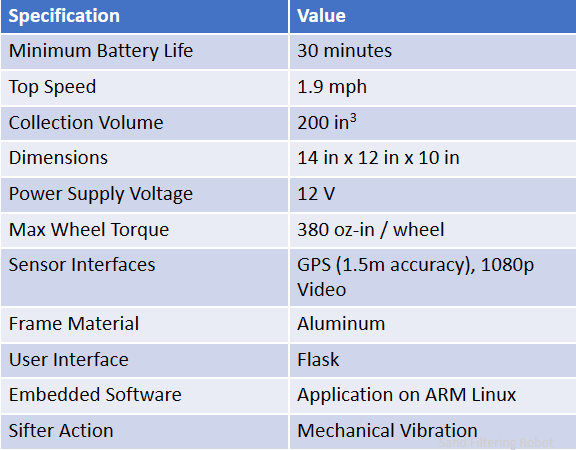 Specification Value
Minimum Battery Life 30 minutes
Top Speed 1.9 mph
Collection Volume 200 in³
Dimensions 14 in x 12 in x 10 in
Power Supply Voltage 12 V
Max Wheel Torque 380 oz-in / wheel
Sensor Interfaces GPS (1.5m accuracy), 1080p
Video
Frame Material Aluminum
User Interface Flask
Embedded Software Application on ARM Linux
Sifter Action Mechanical Vibration
Sand Filtering Robot